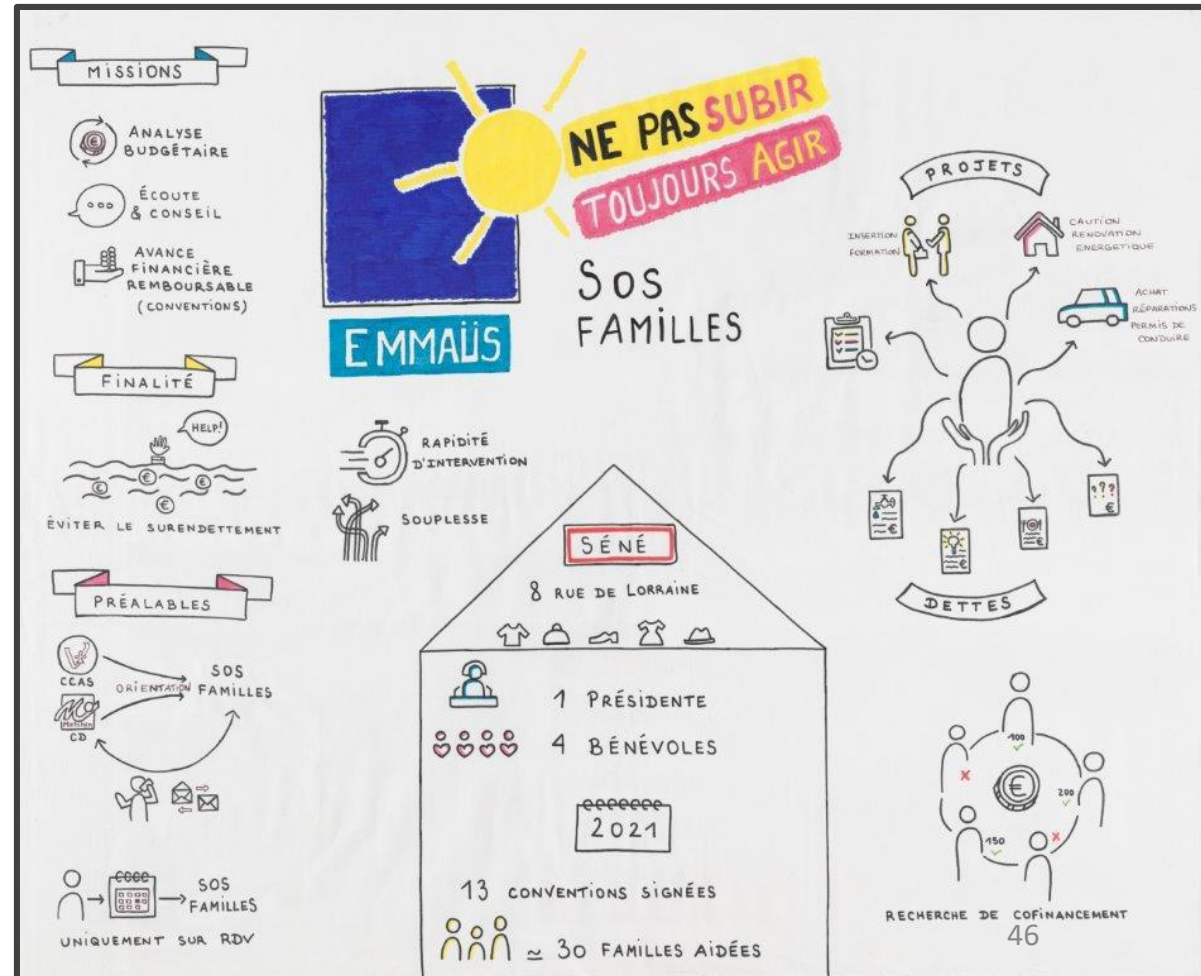 MISSIONS
ANALYSE
BUDGÉTAIRE
ÉCOUTE
& CONSEIL
AVANCE
FINANCIÈRE
REMBOURSABLE
(CONVENTIONS)
FINALITÉ
HELP!
€ € € € €
ÉVITER LE SURENDETTEMENT
PRÉALABLES
CCAS
ORIENTATION
SOS
FAMILLES
Morbihan
CD
SOS
FAMILLES
UNIQUEMENT SUR RDV
NE PAS SUBIR
TOUJOURS AGIR
EMMAÜS
SOS
FAMILLES
RAPIDITÉ
D'INTERVENTION
SOUPLESSE
SÉNÉ
8 RUE DE LORRAINE
1 PRÉSIDENTE
4 BÉNÉVOLES
2021
13 CONVENTIONS SIGNÉES
≃ 30 FAMILLES AIDÉES
PROJETS
INSERTION
FORMATION
CAUTION
RENOVATION
ENERGETIQUE
ACHAT
RÉPARATIONS
PERMIS DE
CONDUIRE
€
€
€
???
€
DETTES
100
200
150
€
RECHERCHE DE COFINANCEMENT
46